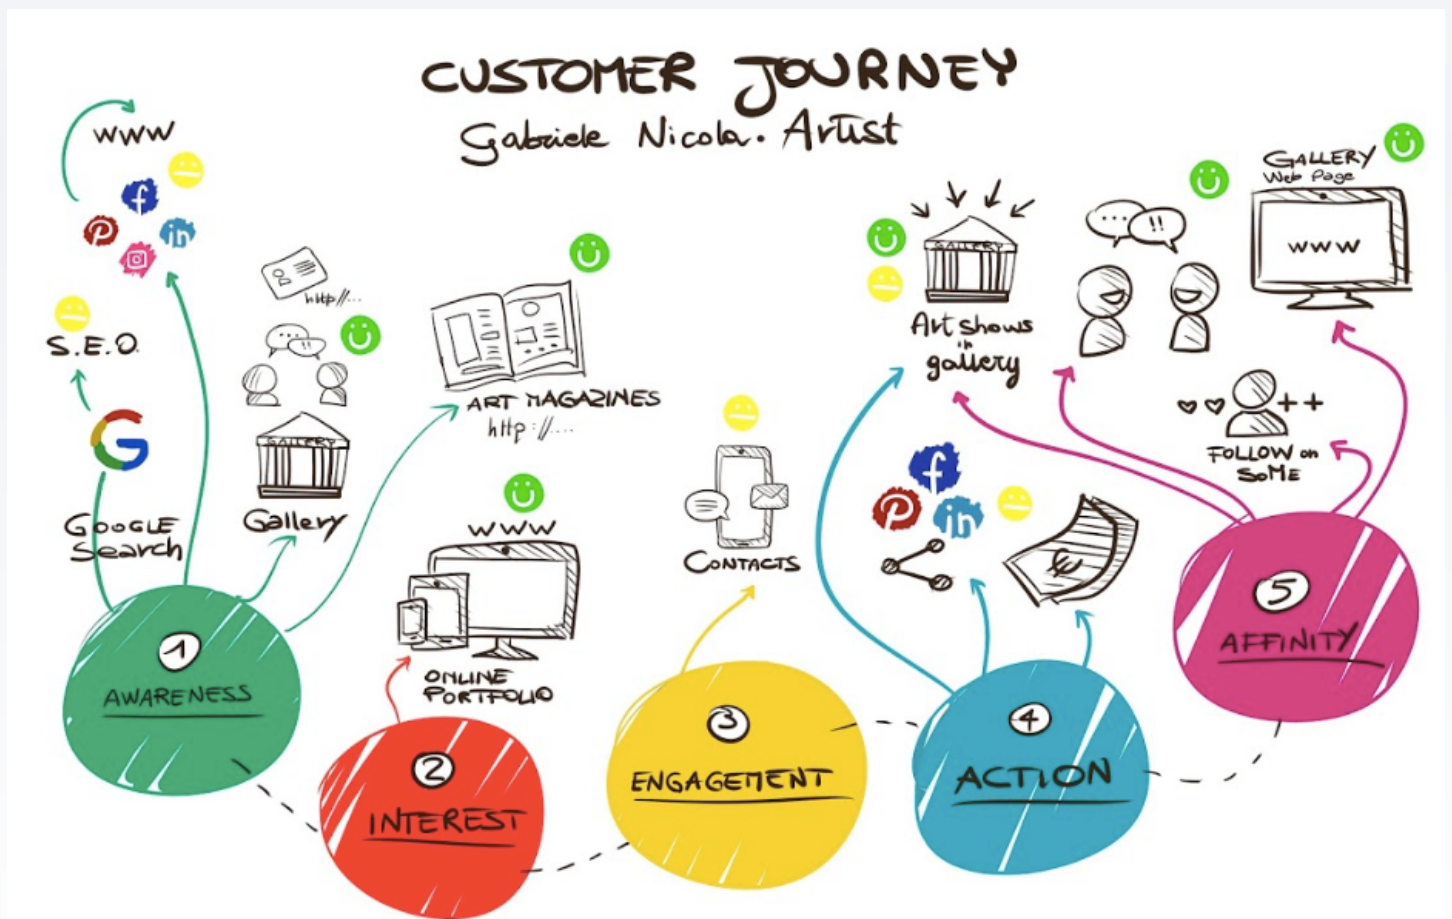 CUSTOMER JOURNEY
Gabriele Nicola. Artist
WWW
S.E.O.
GOOGLE
Search
http//...
GALLERY
Gallery
ART MAGAZINES
http://....
WWW
ONLINE
PORTFOLIO
CONTACTS
GALLERY
Art shows
in
gallery
...
!!
GALLERY
Web Page
WWW
++
FOLLOW on
SoME
€
1
AWARENESS
2
INTEREST
3
ENGAGEMENT
4
ACTION
5
AFFINITY